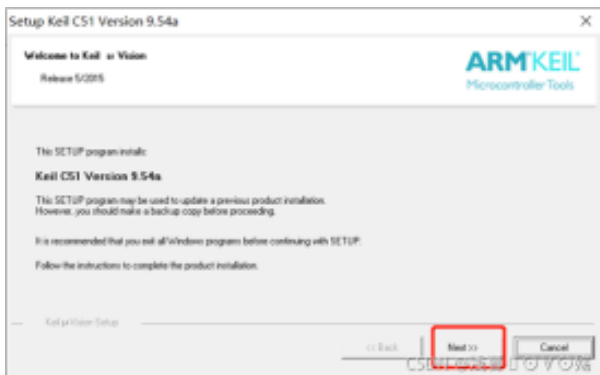 Setup Keil C51 Version 9.54a
Welcome to Keil µVision
Release 5/2015
ARM KEIL
Microcontroller Tools
This SETUP program installs:
Keil C51 Version 9.54a
This SETUP program may be used to update a previous product installation.
However, you should make a backup copy before proceeding.
It is recommended that you exit all Windows programs before continuing with SETUP.
Follow the instructions to complete the product installation.
Keil µVision Setup
<< Back
Next >>
Cancel
CSDN